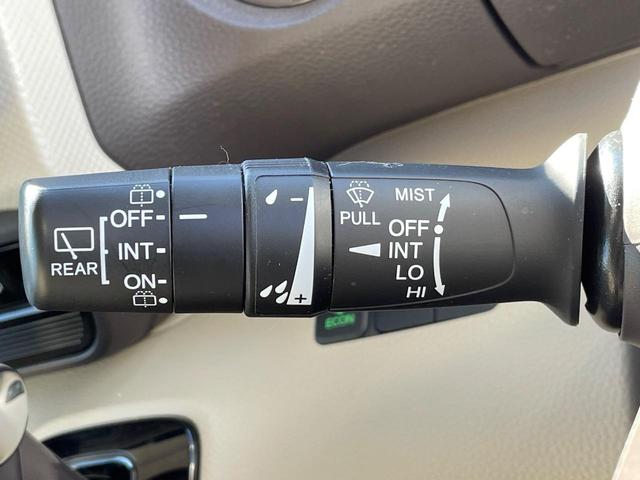 OFF
INT
ON
REAR
−
+
PULL
MIST
OFF
INT
LO
HI
ECON